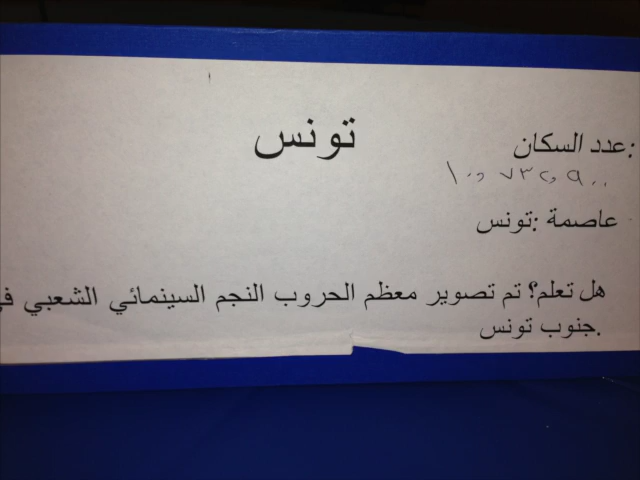 تونس
عدد السكان:
١٠,٧٣٢,٩٠٠
عاصمة :تونس
هل تعلم؟ تم تصوير معظم الحروب النجم السينمائي الشعبي في
جنوب تونس.